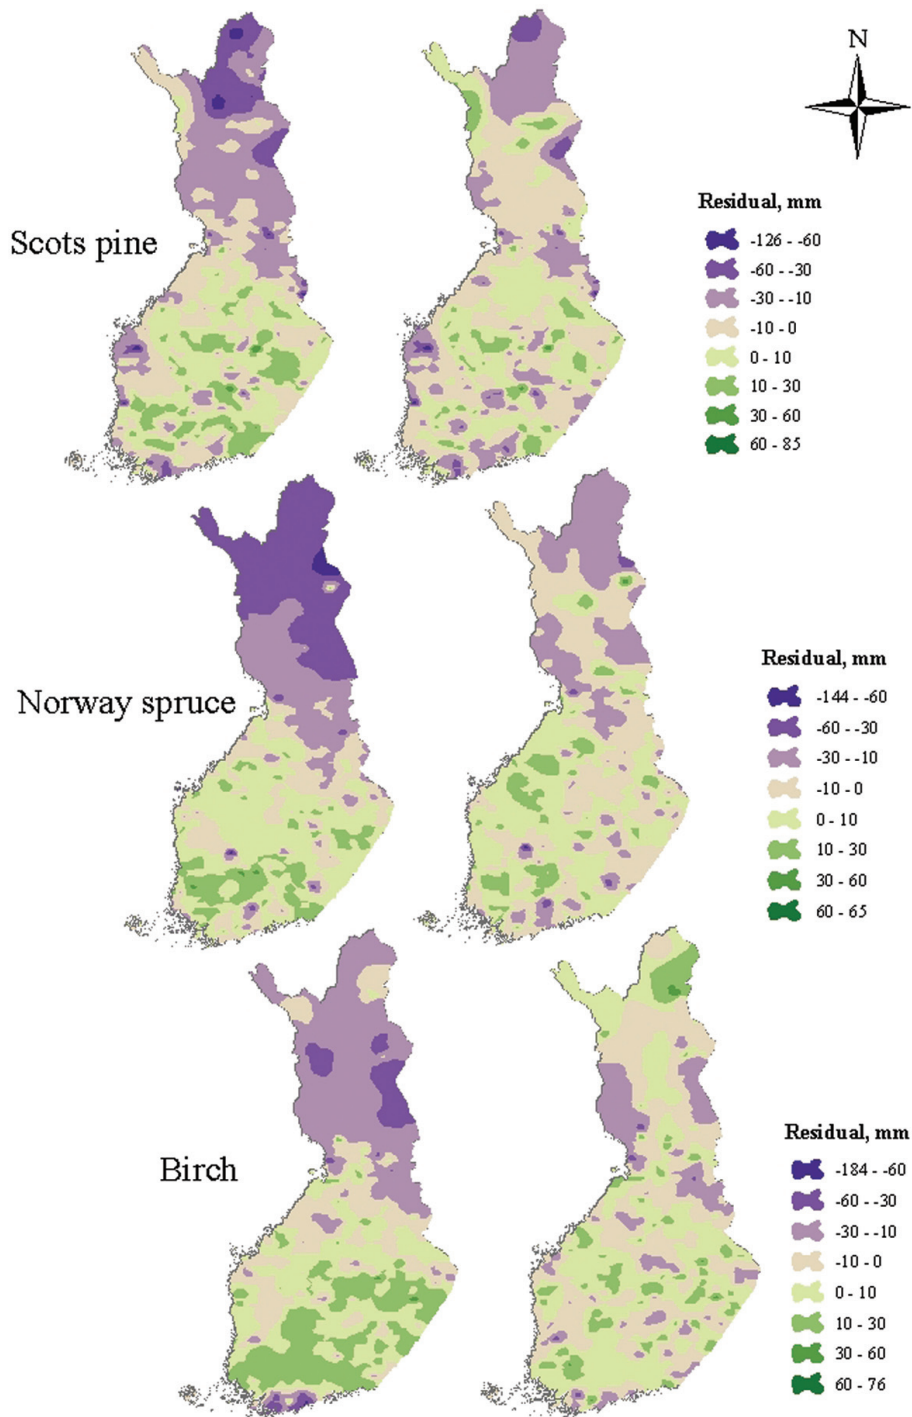 N
Scots pine
Residual, mm
-126 - -60
-60 - -30
-30 - -10
-10 - 0
0 - 10
10 - 30
30 - 60
60 - 85
Norway spruce
Residual, mm
-144 - -60
-60 - -30
-30 - -10
-10 - 0
0 - 10
10 - 30
30 - 60
60 - 65
Birch
Residual, mm
-184 - -60
-60 - -30
-30 - -10
-10 - 0
0 - 10
10 - 30
30 - 60
60 - 76